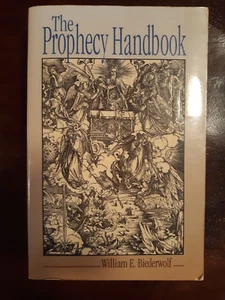 The
Prophecy Handbook
William E. Biederwolf